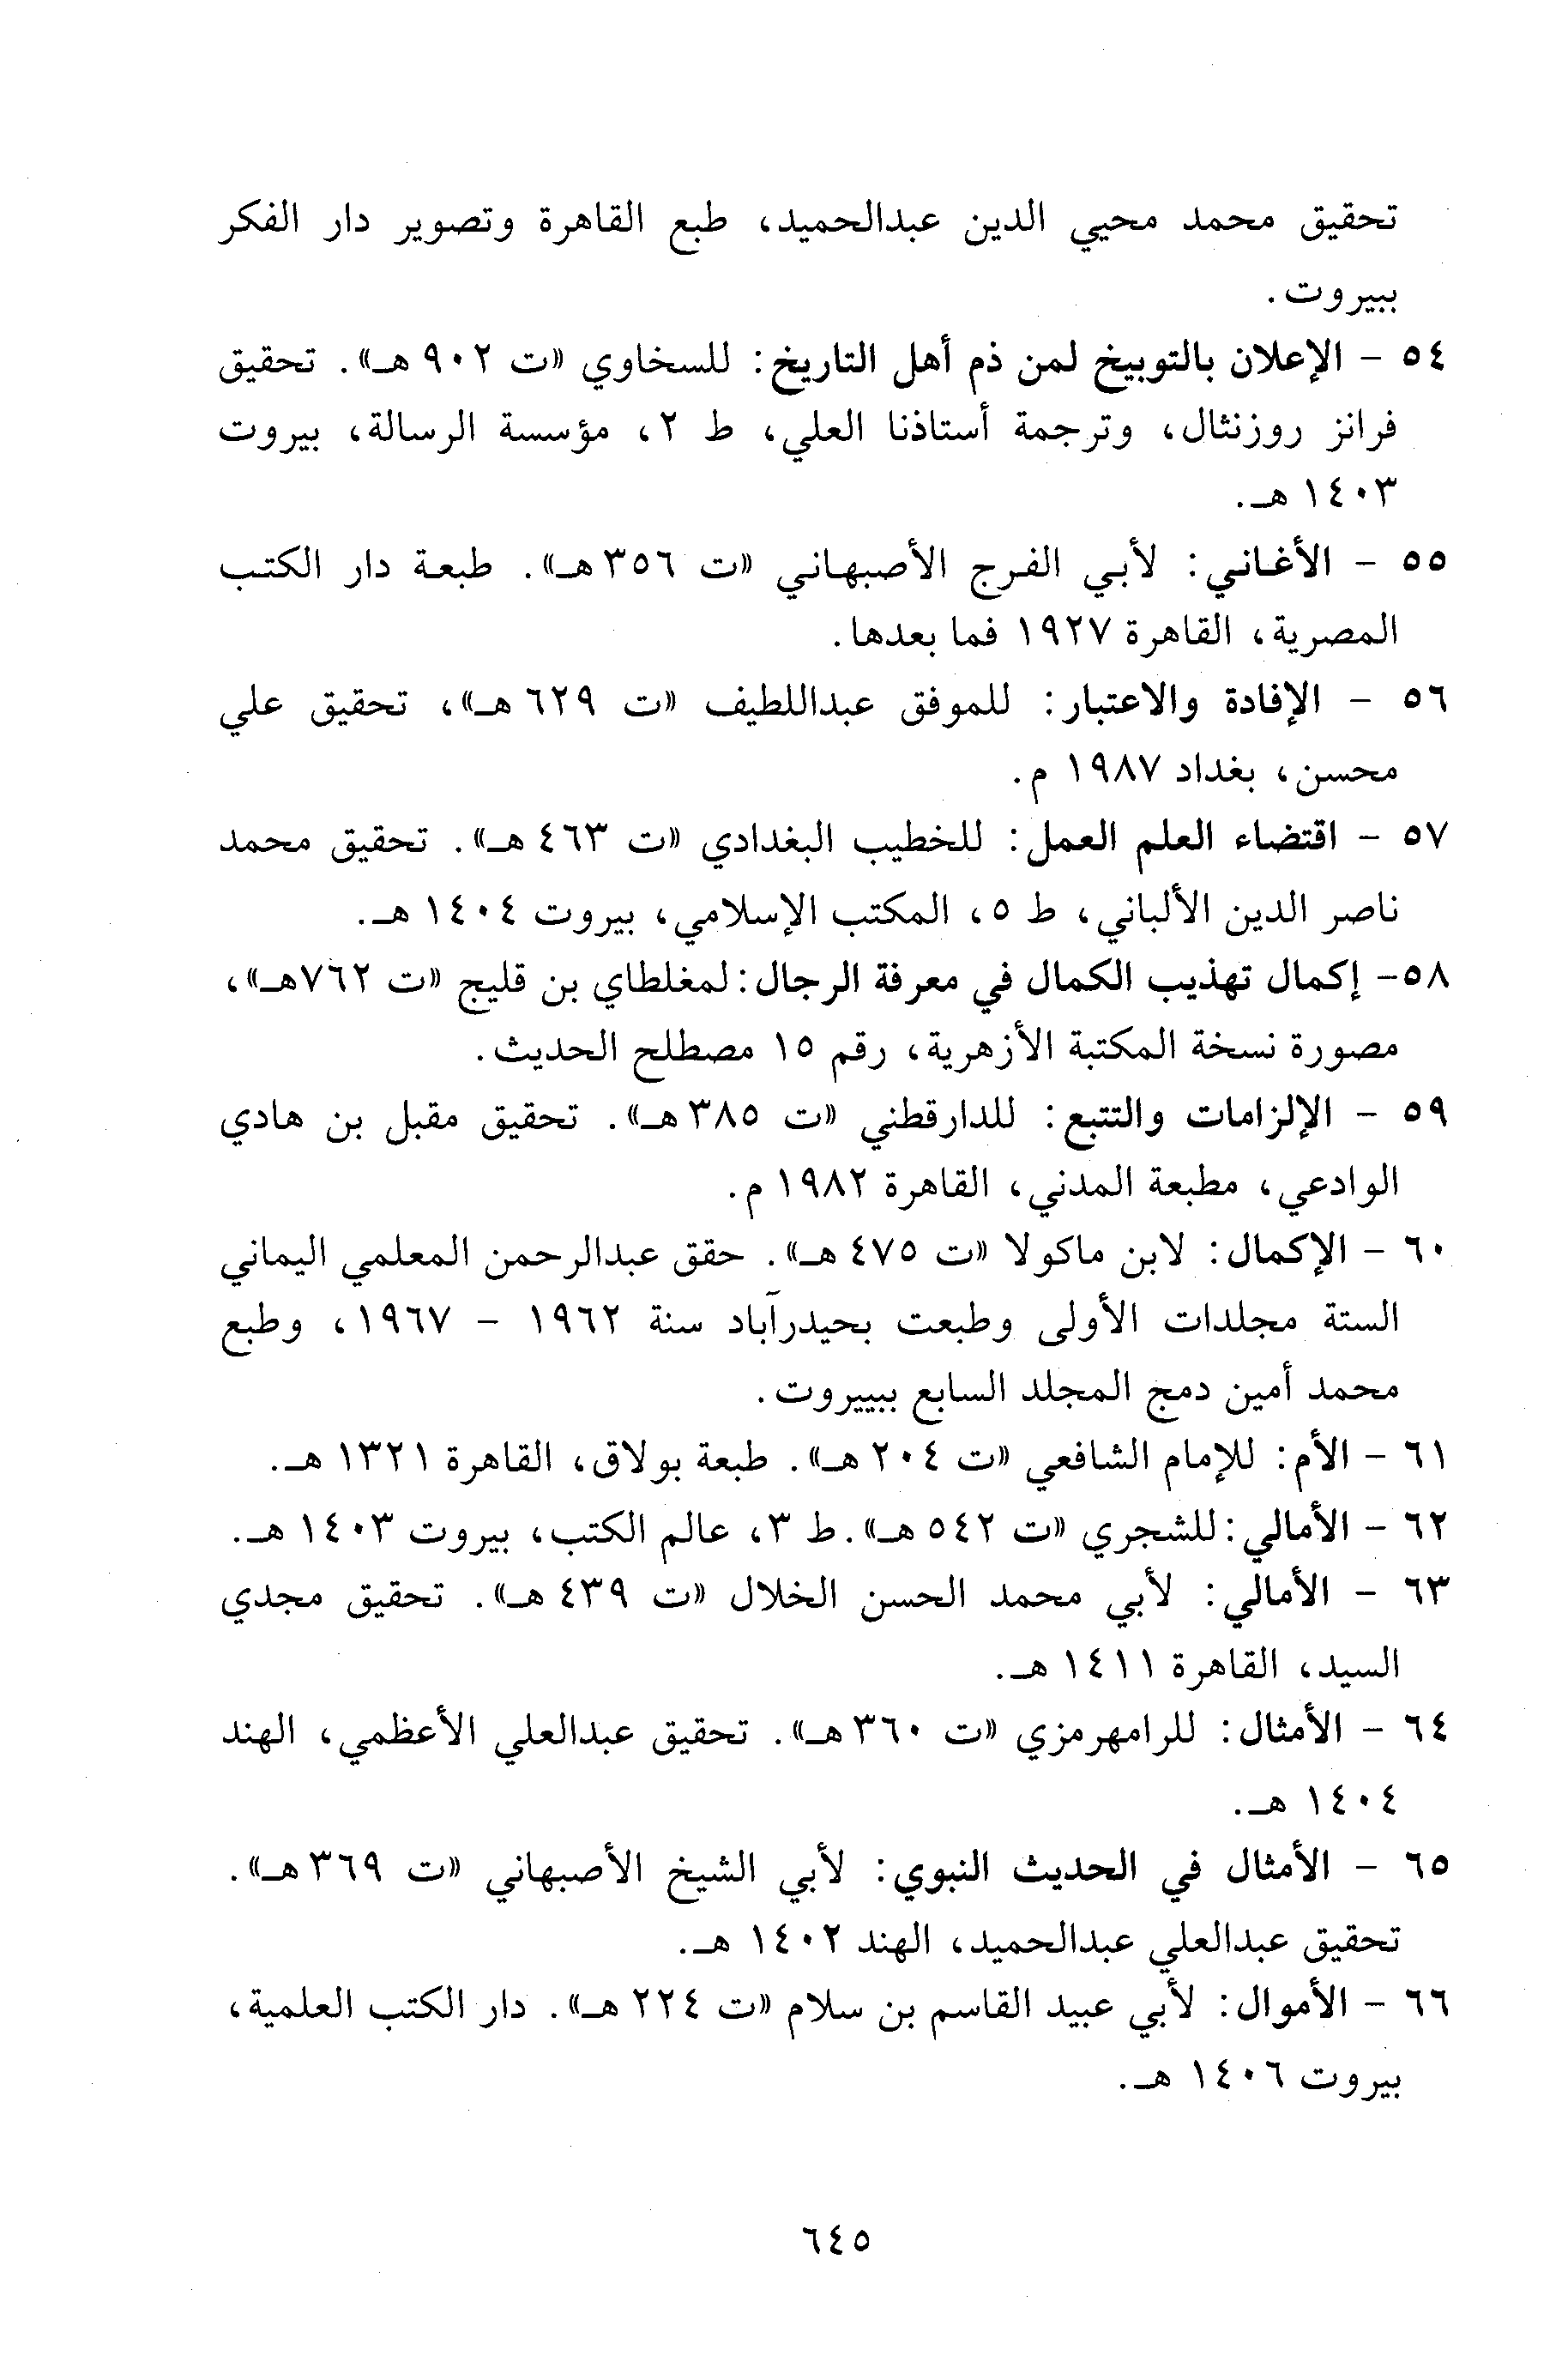 تحقيق محمد محيي الدين عبدالحميد، طبع القاهرة وتصوير دار الفكر
ببيروت.
٥٤ - الإعلان بالتوبيخ لمن ذم أهل التاريخ: للسخاوي «ت ٩٠٢ هـ». تحقيق
فرانز روزنثال، وترجمة أستاذنا العلي، ط ٢، مؤسسة الرسالة، بيروت
١٤٠٣ هـ.
٥٥ - الأغاني: لأبي الفرج الأصبهاني «ت ٣٥٦ هـ». طبعة دار الكتب
المصرية، القاهرة ١٩٢٧ فما بعدها.
٥٦ - الإفادة والاعتبار: للموفق عبداللطيف «ت ٦٢٩ هـ»، تحقيق علي
محسن، بغداد ١٩٨٧ م.
٥٧ - اقتضاء العلم العمل: للخطيب البغدادي «ت ٤٦٣ هـ». تحقيق محمد
ناصر الدين الألباني، ط ٥، المكتب الإسلامي، بيروت ١٤٠٤ هـ.
٥٨- إكمال تهذيب الكمال في معرفة الرجال: لمغلطاي بن قليج «ت ٧٦٢هـ»،
مصورة نسخة المكتبة الأزهرية، رقم ١٥ مصطلح الحديث.
٥٩ - الإلزامات والتتبع: للدارقطني «ت ٣٨٥ هـ». تحقيق مقبل بن هادي
الوادعي، مطبعة المدني، القاهرة ١٩٨٢ م.
٦٠ - الإكمال: لابن ماكولا «ت ٤٧٥ هـ». حقق عبدالرحمن المعلمي اليماني
الستة مجلدات الأولى وطبعت بحيدرآباد سنة ١٩٦٢ - ١٩٦٧، وطبع
محمد أمين دمج المجلد السابع ببييروت.
٦١ - الأم: للإمام الشافعي «ت ٢٠٤ هـ». طبعة بولاق، القاهرة ١٣٢١ هـ.
٦٢ - الأمالي: للشجري «ت ٥٤٢ هـ». ط ٣، عالم الكتب، بيروت ١٤٠٣ هـ.
٦٣ - الأمالي: لأبي محمد الحسن الخلال «ت ٤٣٩ هـ». تحقيق مجدي
السيد، القاهرة ١٤١١ هـ.
٦٤ - الأمثال: للرامهرمزي «ت ٣٦٠ هـ». تحقيق عبدالعلي الأعظمي، الهند
١٤٠٤ هـ.
٦٥ - الأمثال في الحديث النبوي: لأبي الشيخ الأصبهاني «ت ٣٦٩ هـ».
تحقيق عبدالعلي عبدالحميد، الهند ١٤٠٢ هـ.
٦٦ - الأموال: لأبي عبيد القاسم بن سلام «ت ٢٢٤ هـ». دار الكتب العلمية،
بيروت ١٤٠٦ هـ.
٦٤٥